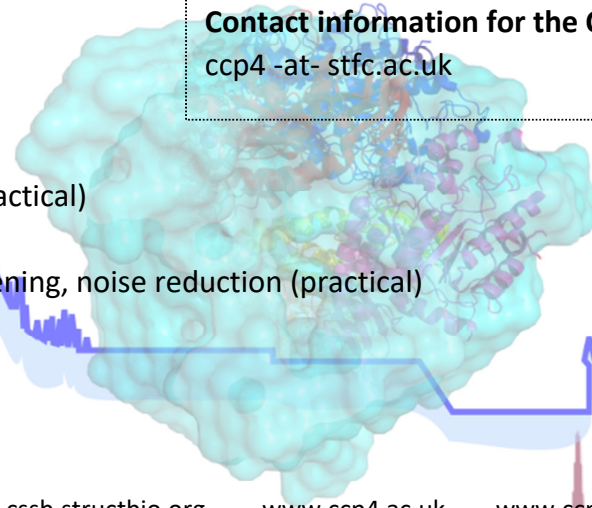 Contact information for the
ccp4 -at- stfc.ac.uk
actical)
ening, noise reduction (practical)
cssb.structbio.org www.ccp4.ac.uk